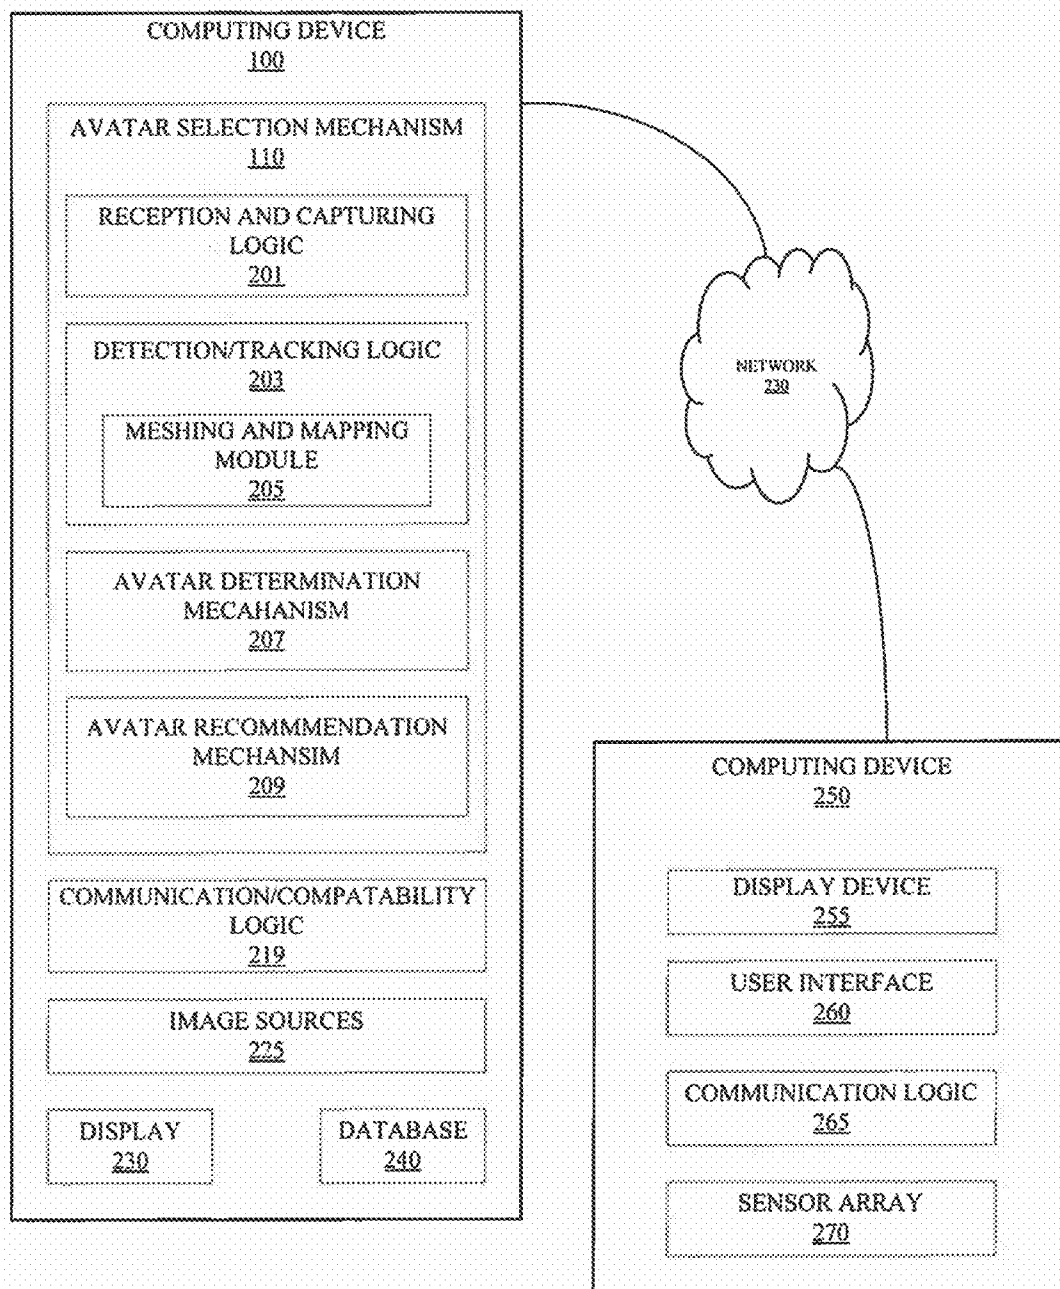 COMPUTING DEVICE
100
AVATAR SELECTION MECHANISM
110
RECEPTION AND CAPTURING
LOGIC
201
DETECTION/TRACKING LOGIC
203
MESHING AND MAPPING
MODULE
205
AVATAR DETERMINATION
MECAHANISM
207
AVATAR RECOMMMENDATION
MECHANSIM
209
COMMUNICATION/COMPATABILITY
LOGIC
219
IMAGE SOURCES
225
DISPLAY
230
DATABASE
240
NETWORK
230
COMPUTING DEVICE
250
DISPLAY DEVICE
255
USER INTERFACE
260
COMMUNICATION LOGIC
265
SENSOR ARRAY
270